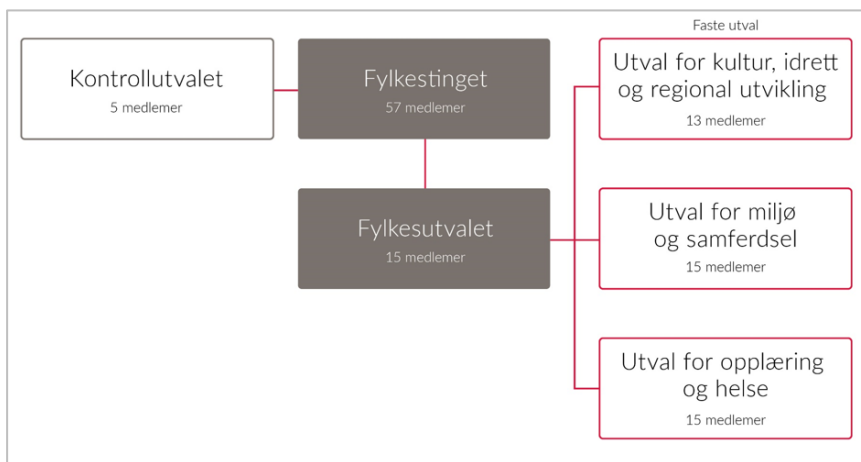 Kontrollutvalet
5 medlemer
Fylkestinget
57 medlemer
Fylkesutvalet
15 medlemer
Faste utval
Utval for kultur, idrett
og regional utvikling
13 medlemer
Utval for miljø
og samferdsel
15 medlemer
Utval for opplæring
og helse
15 medlemer